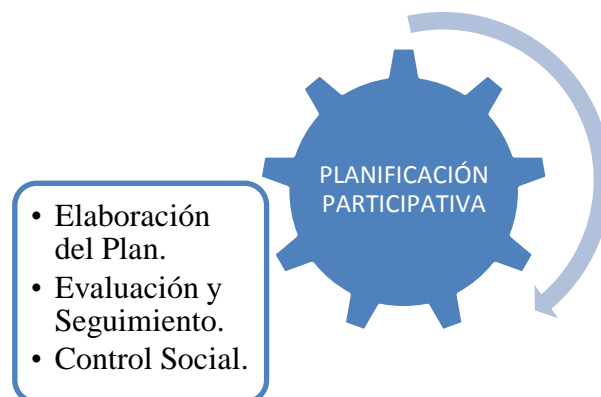 PLANIFICACIÓN
PARTICIPATIVA
• Elaboración
del Plan.
• Evaluación y
Seguimiento.
• Control Social.